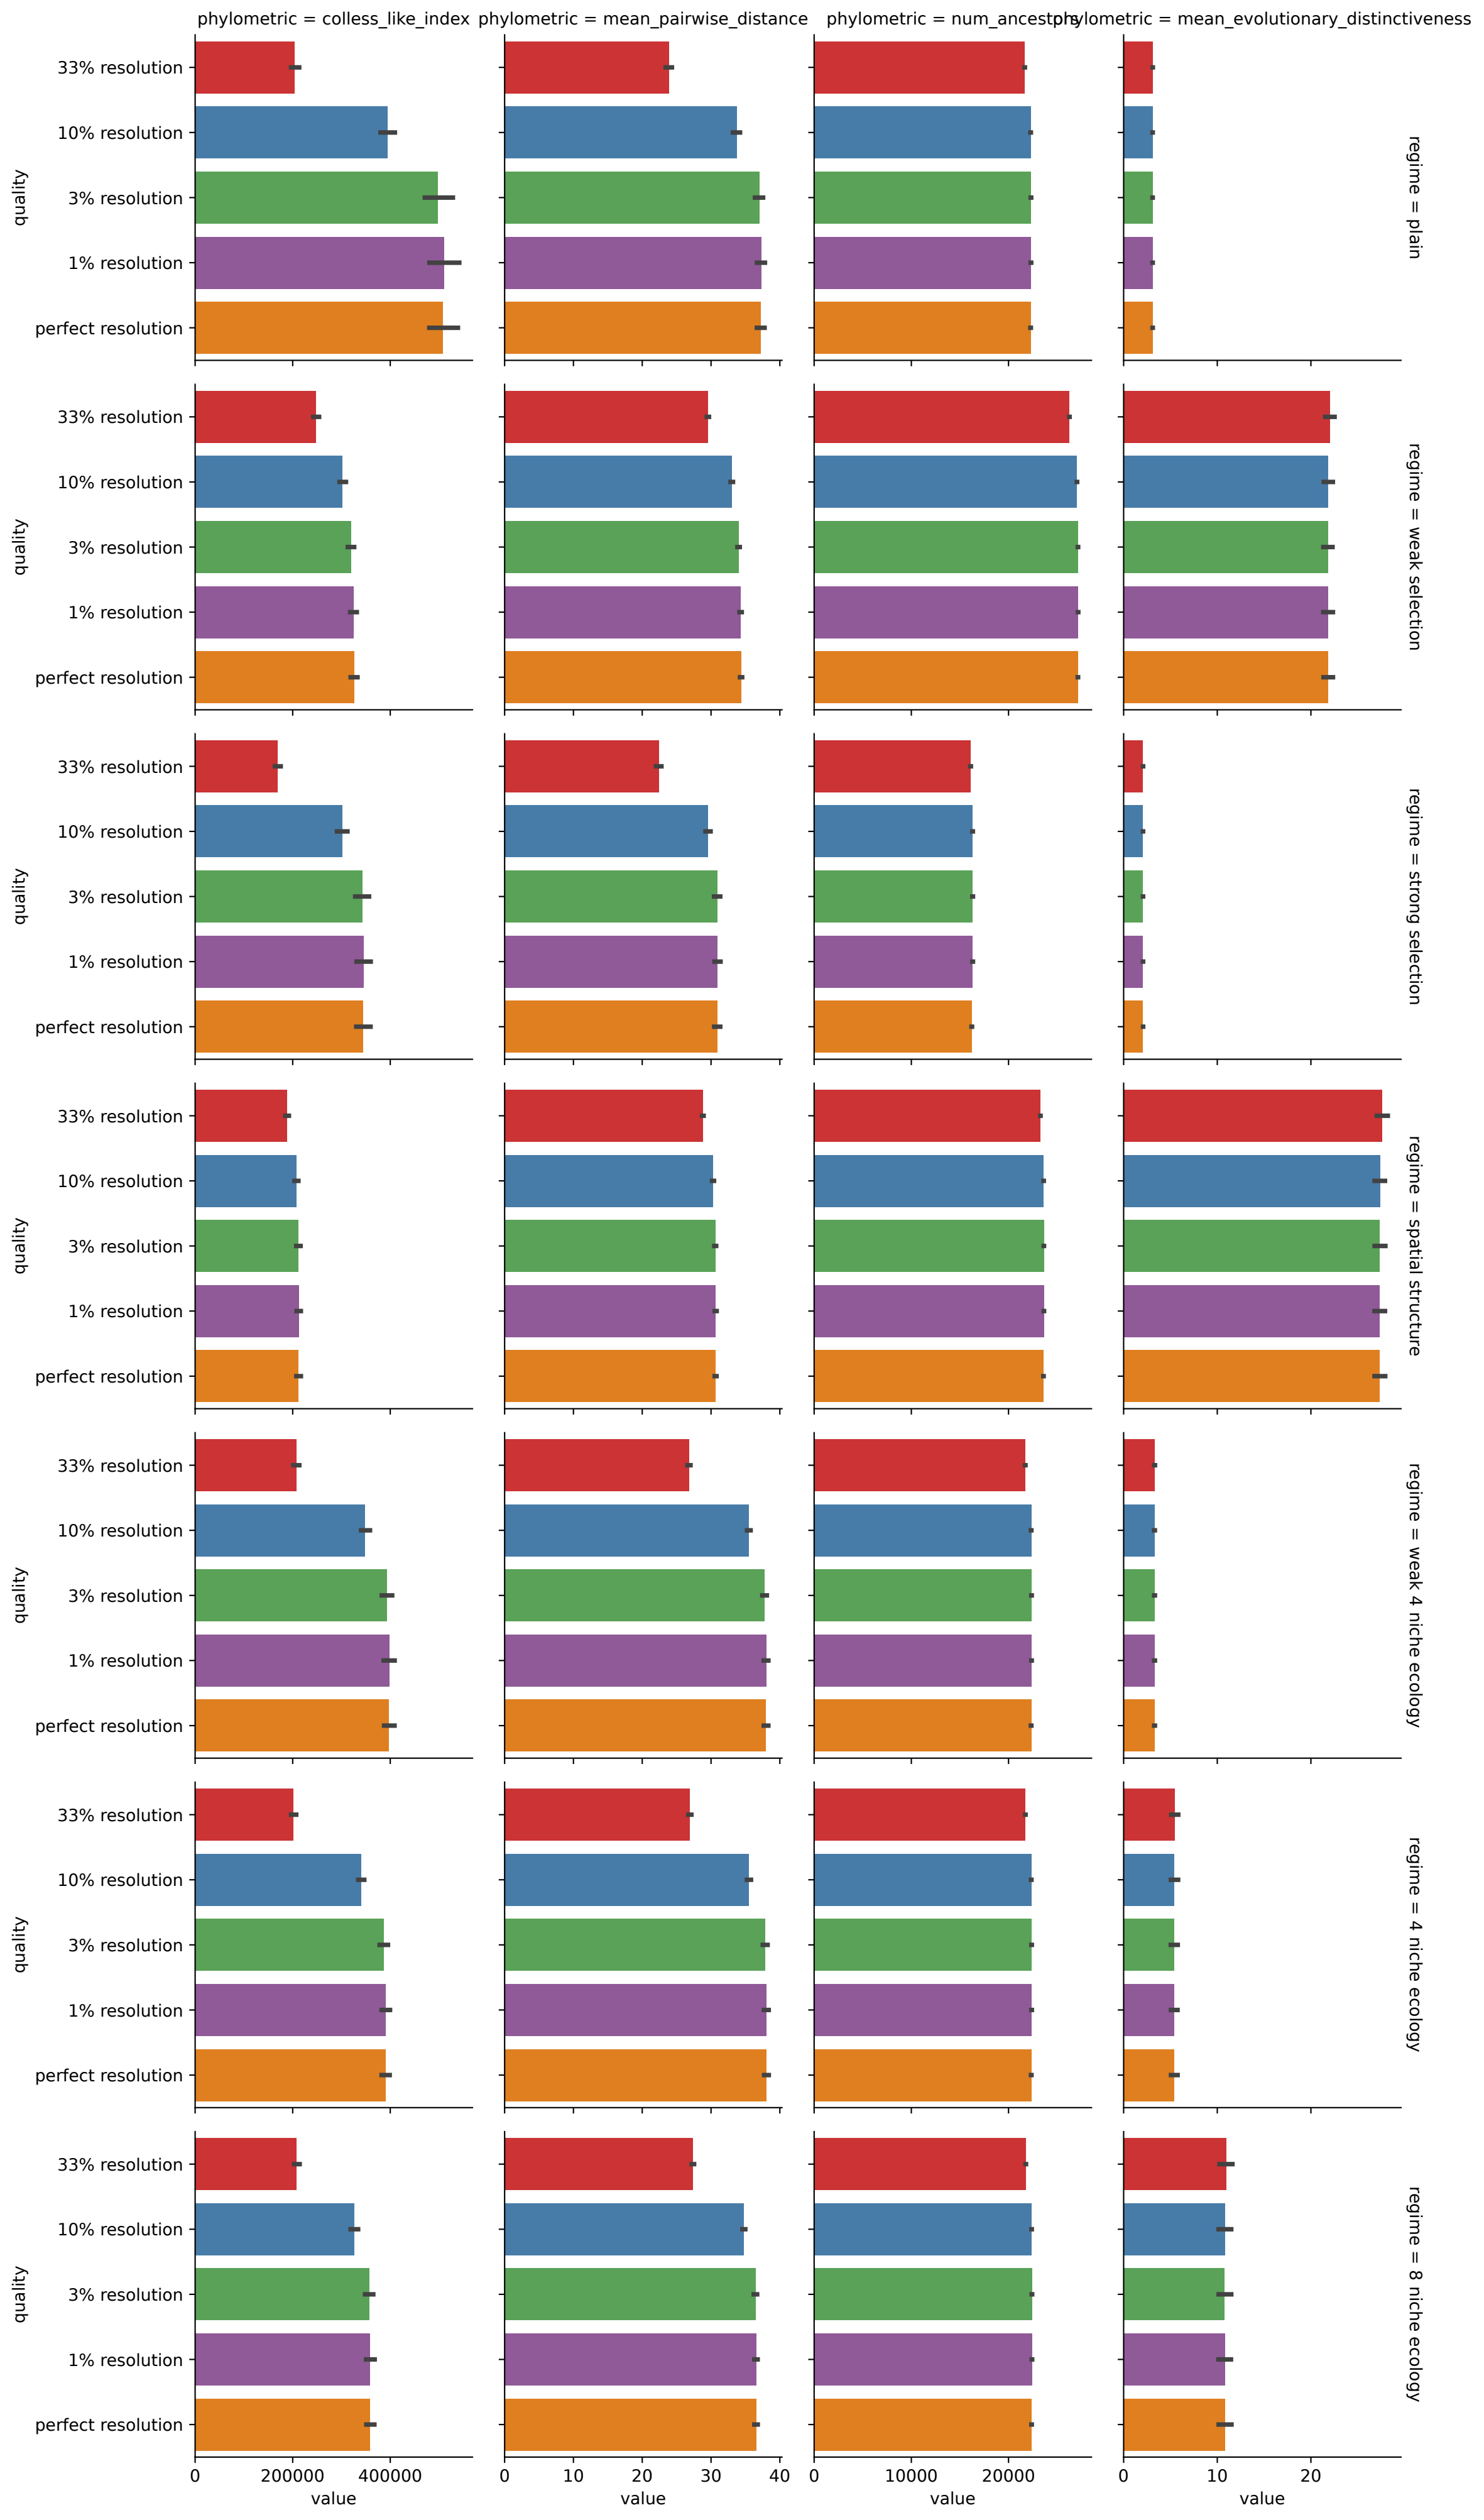 phylometric = colless_like_index phylometric = mean_pairwise_distance phylometric = num_ancestors phylometric = mean_evolutionary_distinctiveness
33% resolution
10% resolution
3% resolution
1% resolution
perfect resolution
quality
regime = plain
33% resolution
10% resolution
3% resolution
1% resolution
perfect resolution
quality
regime = weak selection
33% resolution
10% resolution
3% resolution
1% resolution
perfect resolution
quality
regime = strong selection
33% resolution
10% resolution
3% resolution
1% resolution
perfect resolution
quality
regime = spatial structure
33% resolution
10% resolution
3% resolution
1% resolution
perfect resolution
quality
regime = weak 4 niche ecology
33% resolution
10% resolution
3% resolution
1% resolution
perfect resolution
quality
regime = 4 niche ecology
33% resolution
10% resolution
3% resolution
1% resolution
perfect resolution
quality
regime = 8 niche ecology
0 200000 400000 0 10 20 30 40 0 10000 20000 0 10 20
value value value value